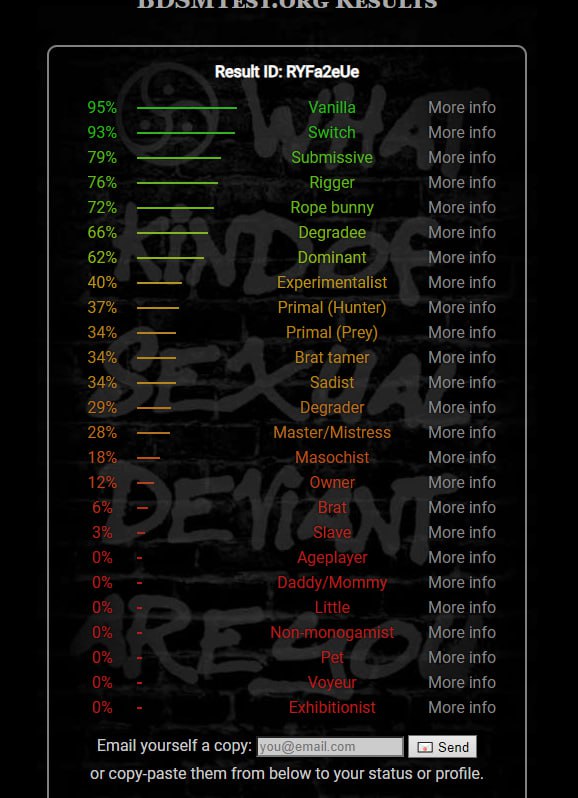 BDSMTEST.ORG RESULTS
Result ID: RYFa2eUe
95% Vanilla More info
93% Switch More info
79% Submissive More info
76% Rigger More info
72% Rope bunny More info
66% Degradee More info
62% Dominant More info
40% Experimentalist More info
37% Primal (Hunter) More info
34% Primal (Prey) More info
34% Brat tamer More info
34% Sadist More info
29% Degrader More info
28% Master/Mistress More info
18% Masochist More info
12% Owner More info
6% Brat More info
3% Slave More info
0% Ageplayer More info
0% Daddy/Mommy More info
0% Little More info
0% Non-monogamist More info
0% Pet More info
0% Voyeur More info
0% Exhibitionist More info
Email yourself a copy: you@email.com Send
or copy-paste them from below to your status or profile.
WHAT
KIND OF
SEXUAL
DEViANT
ARE YOU